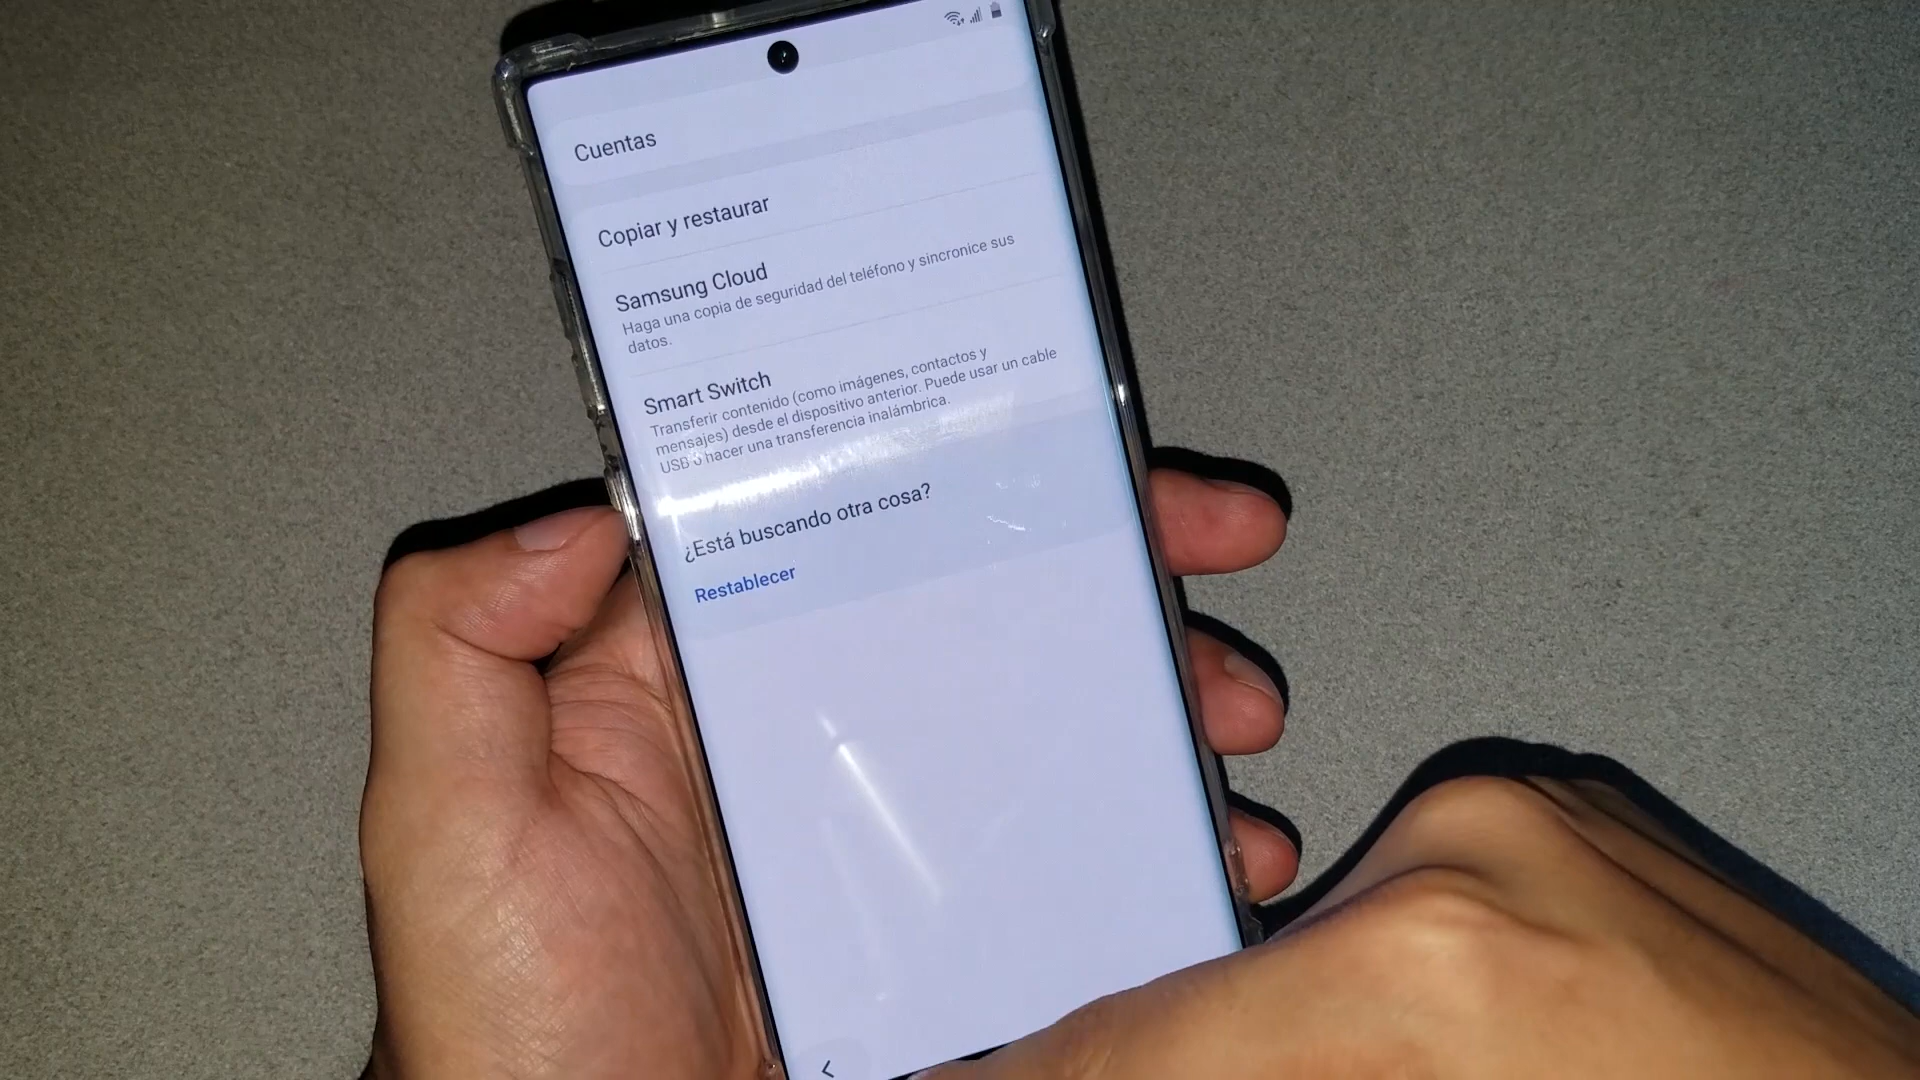 Cuentas
Copiar y restaurar
Samsung Cloud
Haga una copia de seguridad del teléfono y sincronice sus
datos.
Smart Switch
Transferir contenido (como imágenes, contactos y
mensajes) desde el dispositivo anterior. Puede usar un cable
USB o hacer una transferencia inalámbrica.
¿Está buscando otra cosa?
Restablecer